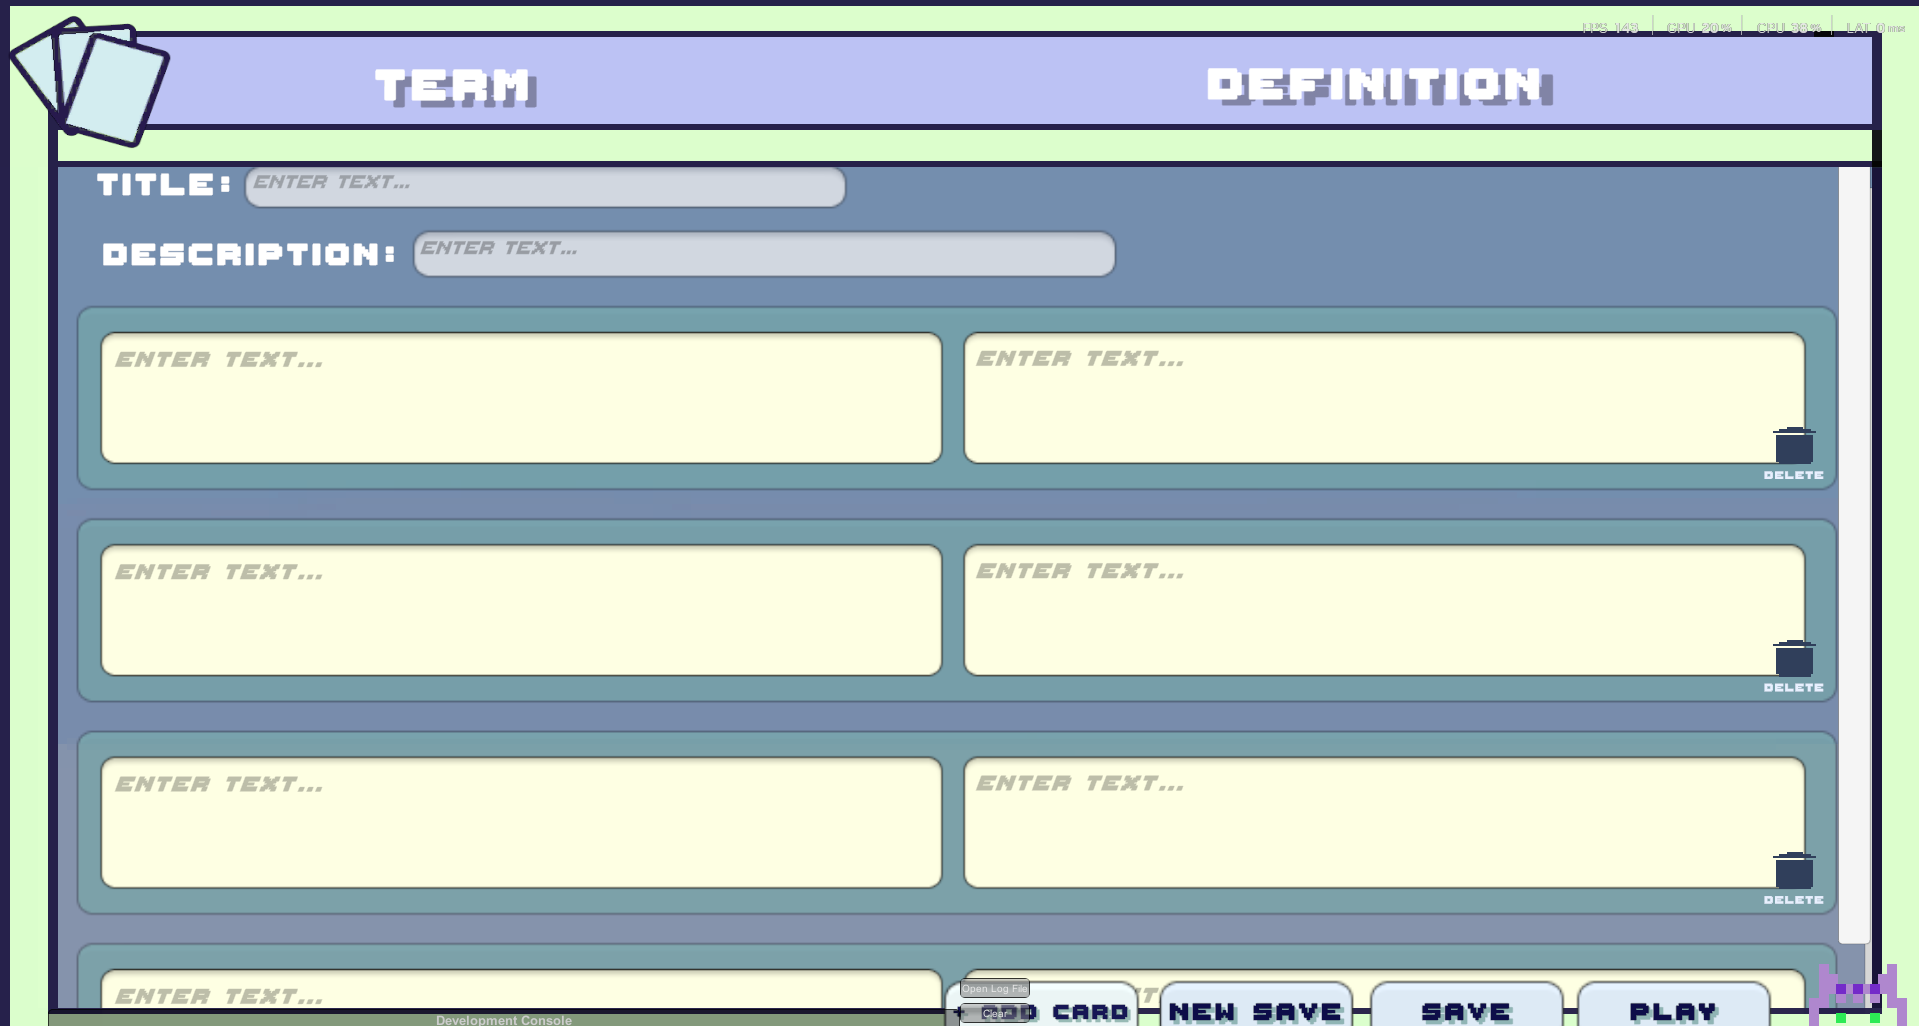 FPS 143 CPU 20% GPU 98% LAT 0 ms
TERM DEFINITION
TITLE: ENTER TEXT...
DESCRIPTION: ENTER TEXT...
ENTER TEXT... ENTER TEXT...
DELETE
ENTER TEXT... ENTER TEXT...
DELETE
ENTER TEXT... ENTER TEXT...
DELETE
ENTER TEXT...
Open Log File
+ CARD NEW SAVE SAVE PLAY
Clear
Development Console